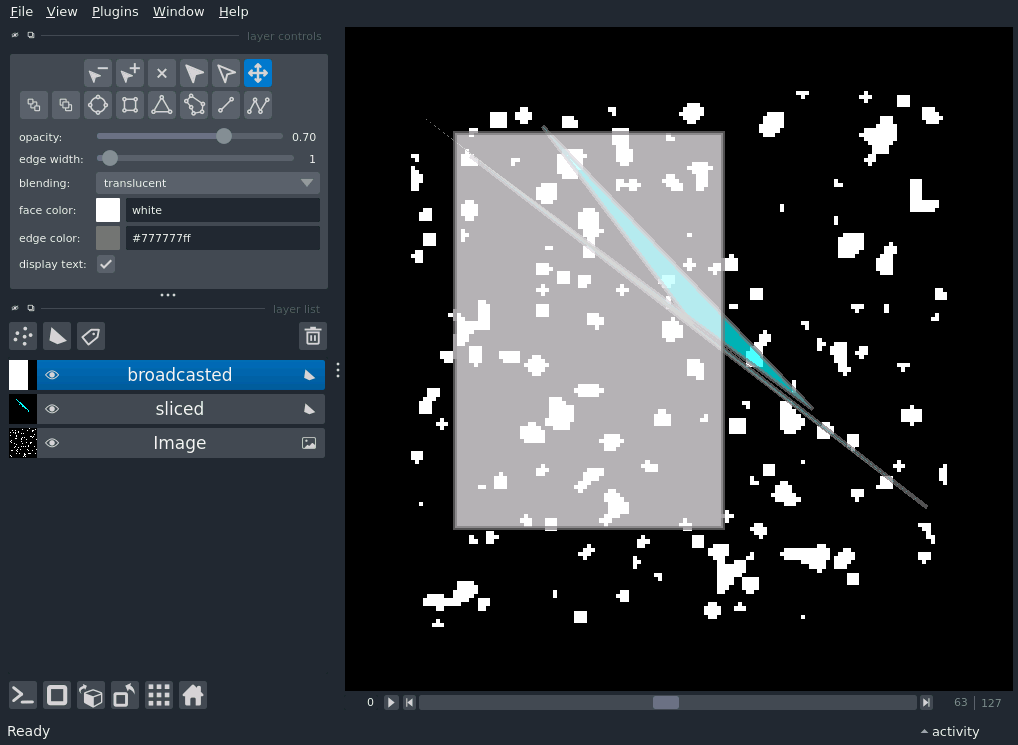 File View Plugins Window Help
layer controls
opacity: 0.70
edge width: 1
blending: translucent
face color: white
edge color: #777777ff
display text:
layer list
broadcasted
sliced
Image
0 63 | 127
Ready activity